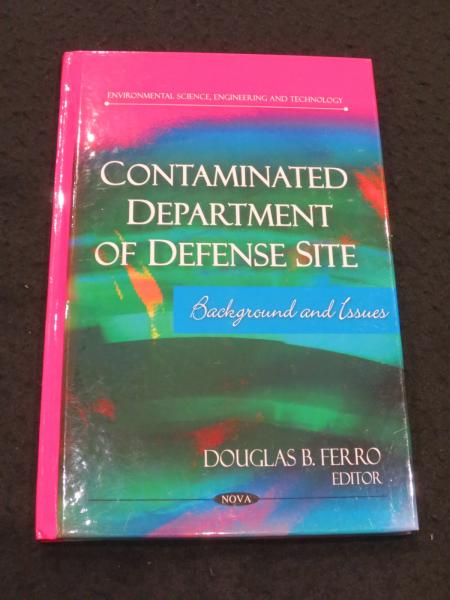 ENVIRONMENTAL SCIENCE, ENGINEERING AND TECHNOLOGY
CONTAMINATED
DEPARTMENT
OF DEFENSE SITE
Background and Issues
DOUGLAS B. FERRO
EDITOR
NOVA